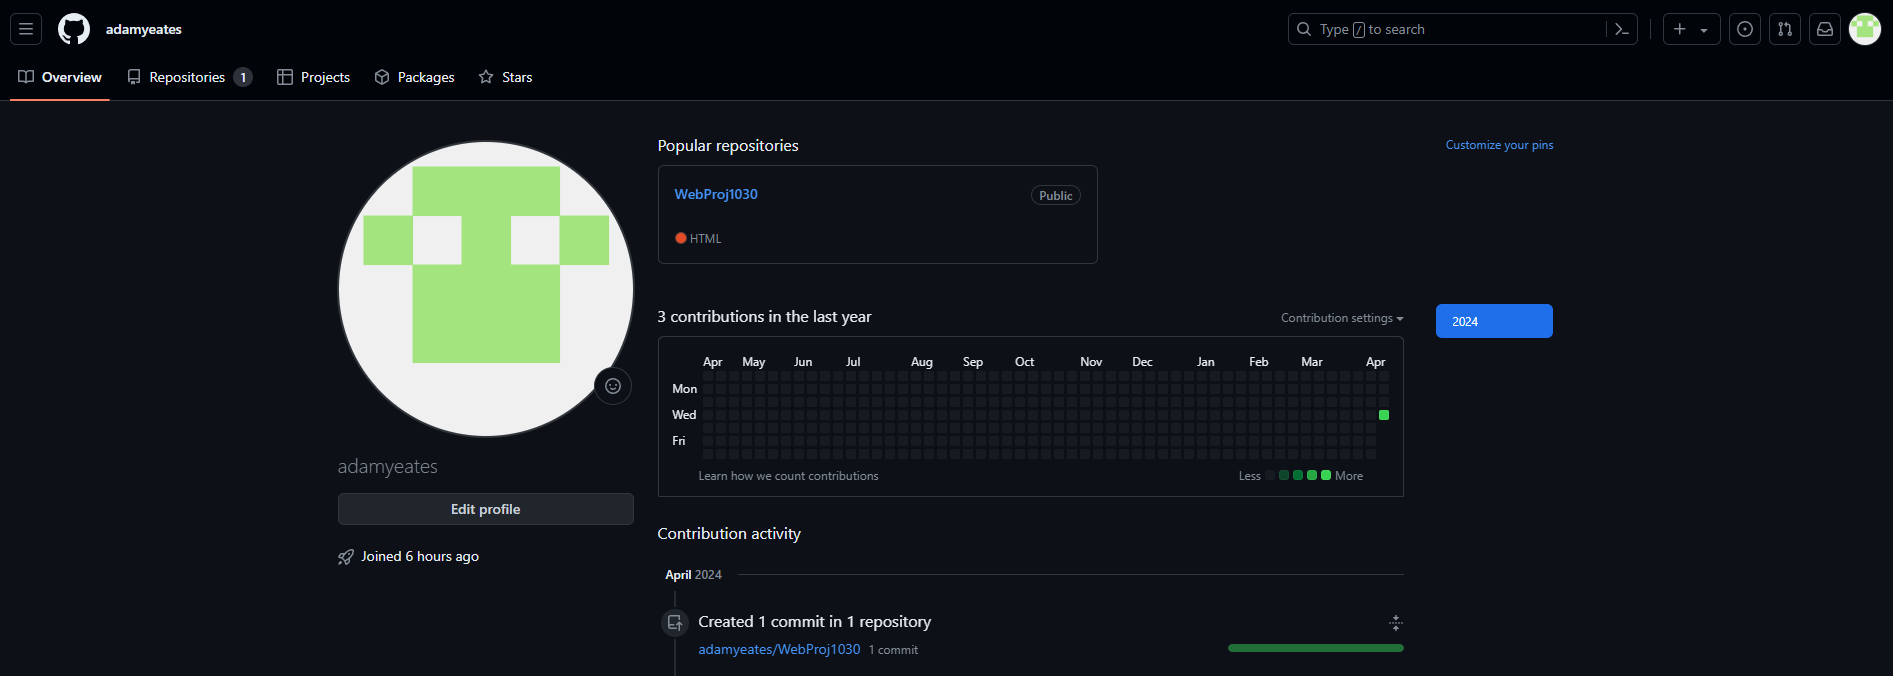 adamyeates
Type / to search
Overview Repositories 1 Projects Packages Stars
Popular repositories
Customize your pins
WebProj1030 Public
HTML
3 contributions in the last year
Contribution settings
2024
Apr May Jun Jul Aug Sep Oct Nov Dec Jan Feb Mar Apr
Mon
Wed
Fri
Learn how we count contributions
Less More
adamyeates
Edit profile
Joined 6 hours ago
Contribution activity
April 2024
Created 1 commit in 1 repository
adamyeates/WebProj1030 1 commit